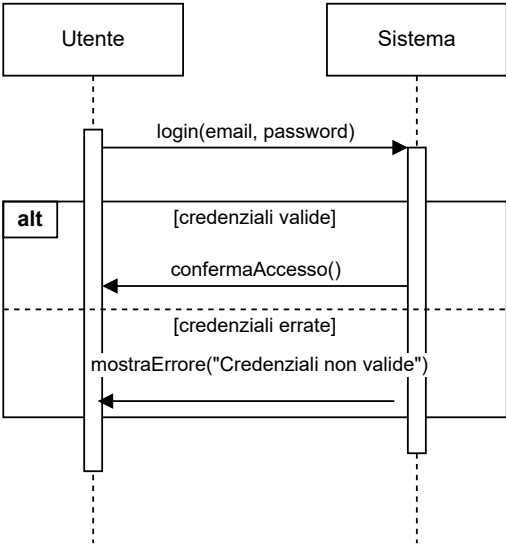 Utente
Sistema
login(email, password)
alt
[credenziali valide]
confermaAccesso()
[credenziali errate]
mostraErrore("Credenziali non valide")